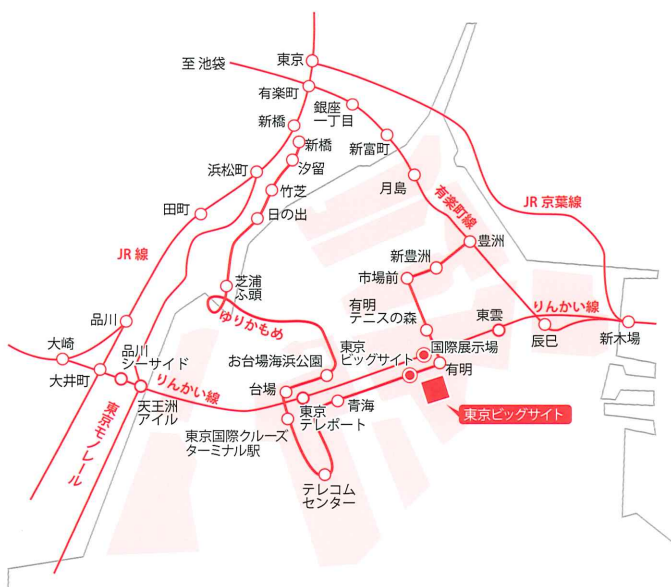 東京
至 池袋
有楽町
銀座
一丁目
新橋
新橋
新富町
汐留
浜松町
月島
竹芝
JR 京葉線
有楽町線
田町
日の出
豊洲
新豊洲
JR 線
市場前
芝浦
ふ頭
有明
テニスの森
りんかい線
ゆりかもめ
東雲
品川
新木場
辰巳
大崎
品川
シーサイド
東京
ビッグサイト
国際展示場
お台場海浜公園
有明
大井町
りんかい線
台場
青海
天王洲
アイル
東京
テレポート
東京ビッグサイト
東京モノレール
東京国際クルーズ
ターミナル駅
テレコム
センター